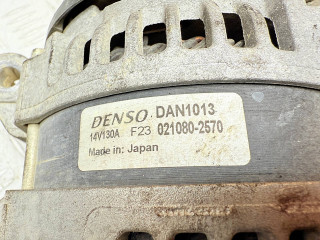 DENSO DAN1013
14V130A F23 021080-2570
Made in: Japan